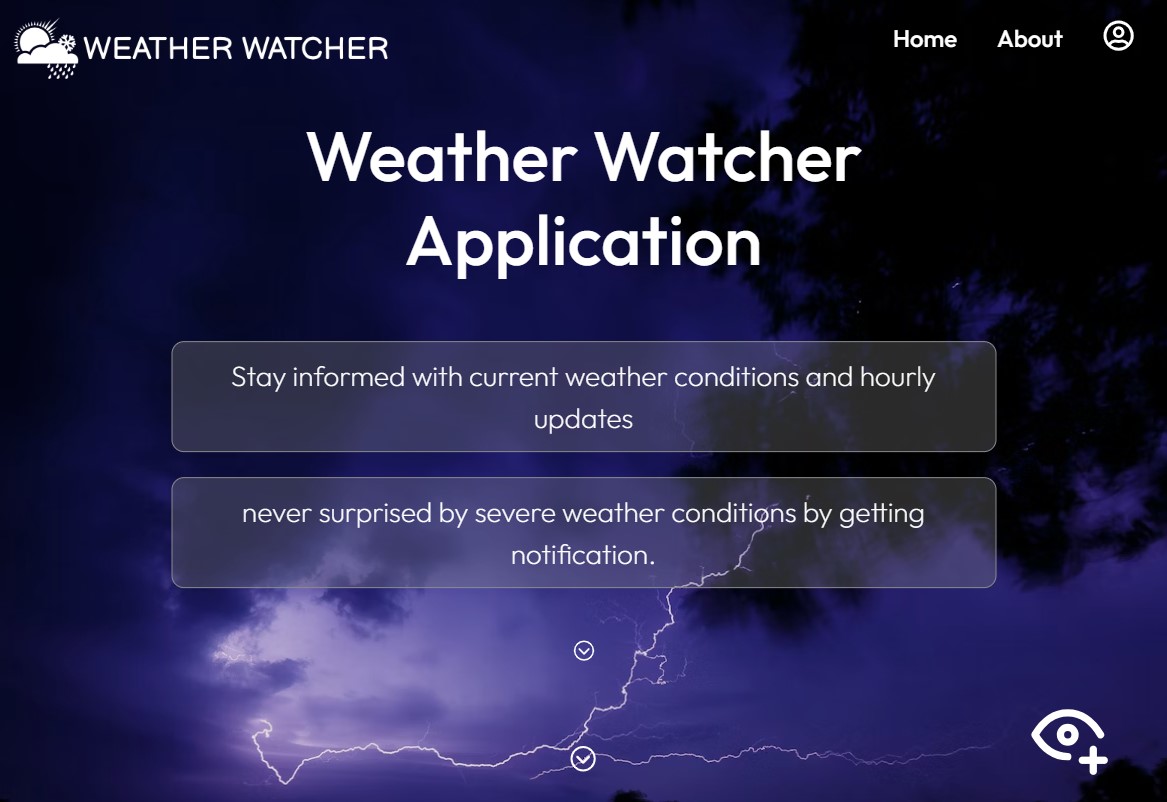 WEATHER WATCHER
Home
About
Weather Watcher
Application
Stay informed with current weather conditions and hourly
updates
never surprised by severe weather conditions by getting
notification.